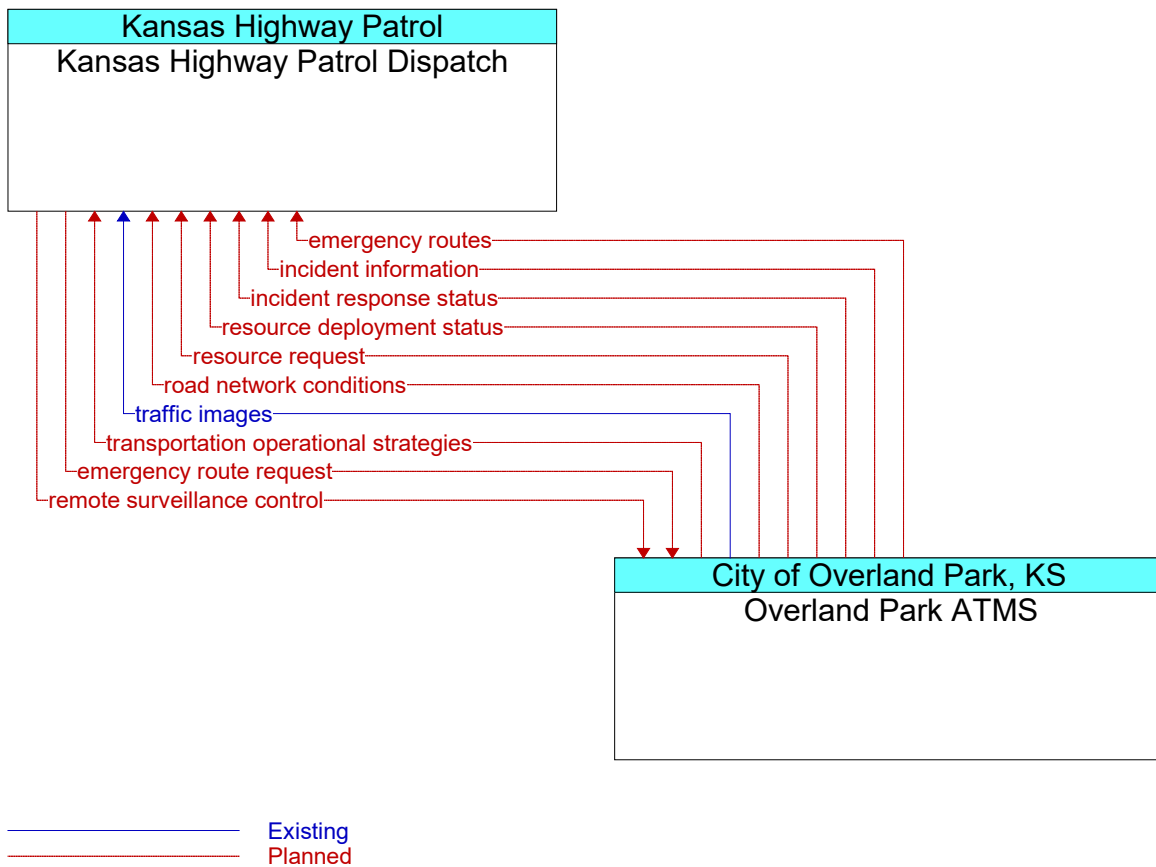 Kansas Highway Patrol
Kansas Highway Patrol Dispatch
emergency routes
incident information
incident response status
resource deployment status
resource request
road network conditions
traffic images
transportation operational strategies
emergency route request
remote surveillance control
City of Overland Park, KS
Overland Park ATMS
Existing
Planned